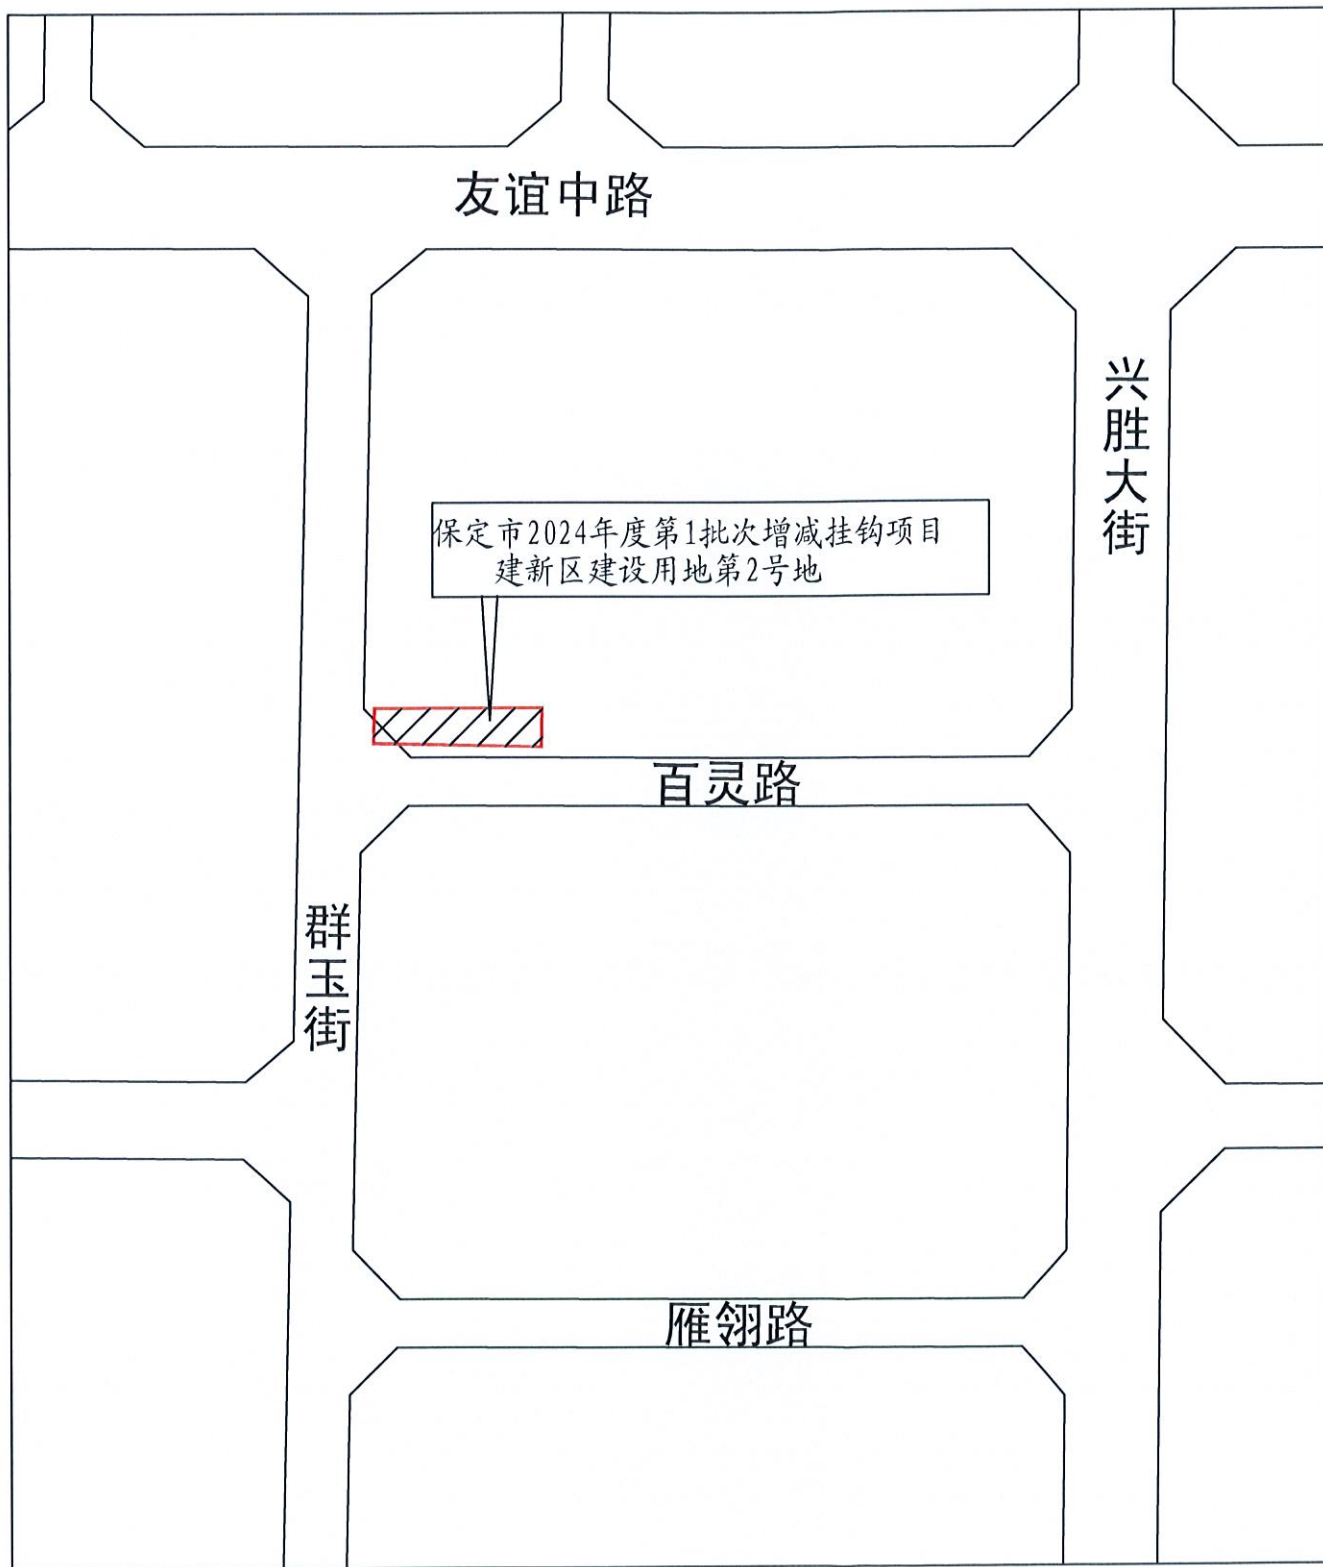 友谊中路
兴胜大街
保定市2024年度第1批次增减挂钩项目
建新区建设用地第2号地
百灵路
群玉街
雁翎路